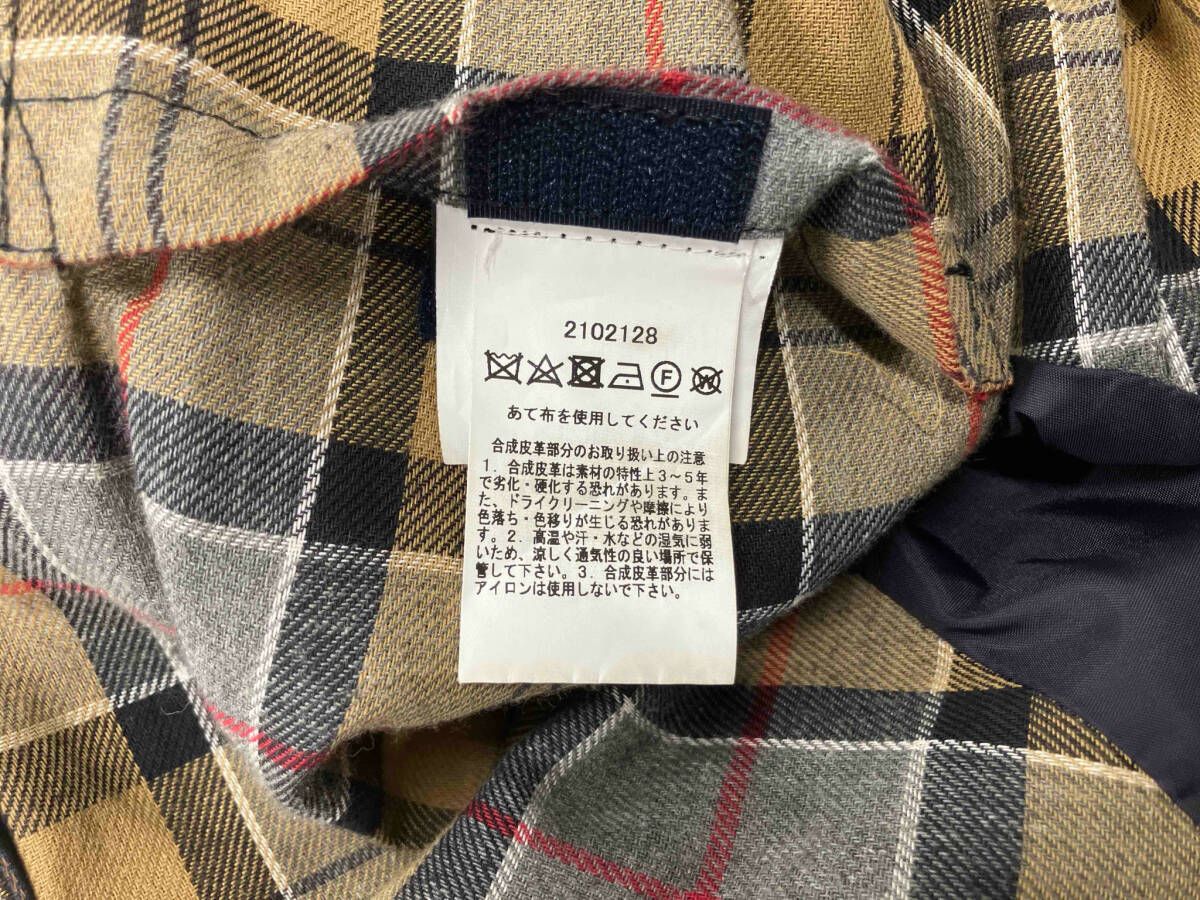 2102128
F W
あて布を使用してください
合成皮革部分のお取り扱い上の注意
1．合成皮革は素材の特性上3～5年
で劣化・硬化する恐れがあります。ま
た、ドライクリーニングや摩擦により
色落ち・色移りが生じる恐れがありま
す。2．高温や汗・水などの湿気に弱
いため、涼しく通気性の良い場所で保
管して下さい。3．合成皮革部分には
アイロンは使用しないで下さい。